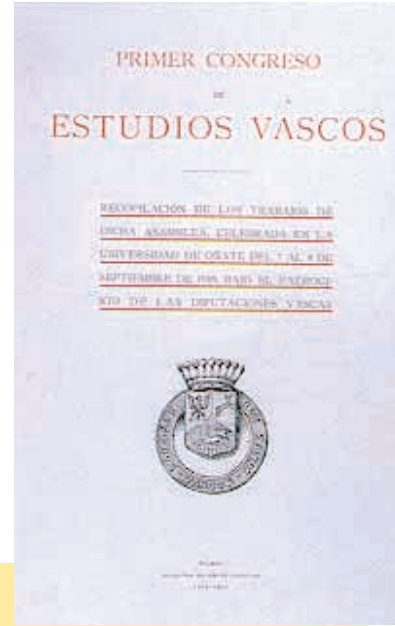 PRIMER CONGRESO
DE
ESTUDIOS VASCOS
RECOPILACIÓN DE LOS TRABAJOS DE
DICHA ASAMBLEA, CELEBRADA EN LA
UNIVERSIDAD DE OÑATE DEL 1 AL 8 DE
SEPTIEMBRE DE 1918, BAJO EL PATROCI
NIO DE LAS DIPUTACIONES VASCAS